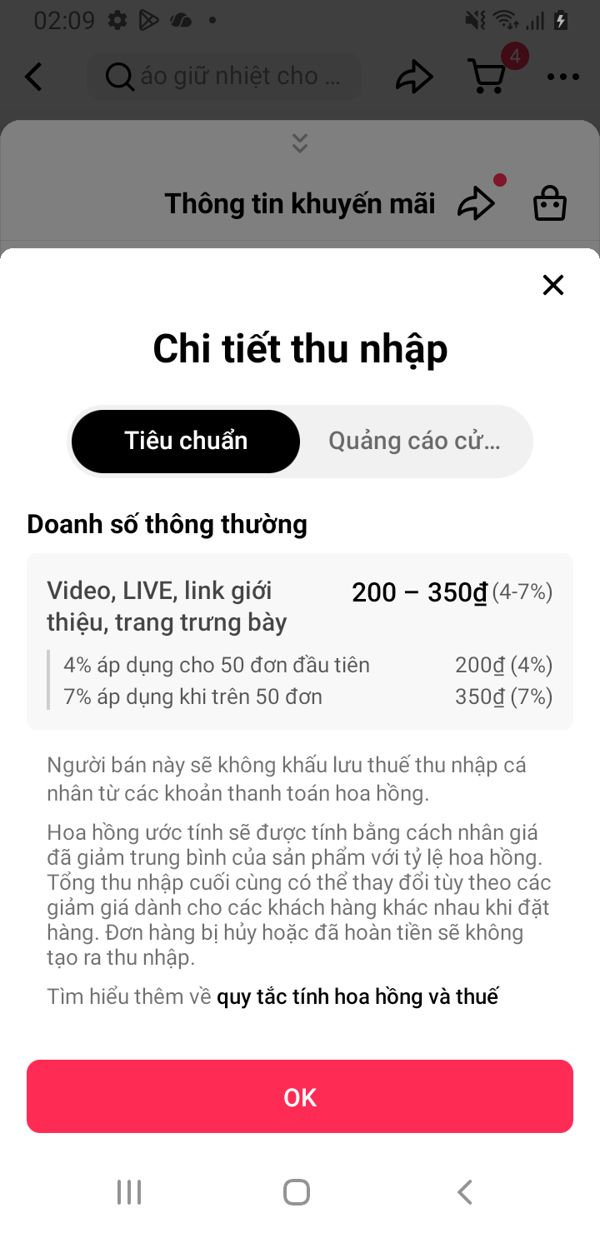 02:09
áo giữ nhiệt cho ...
4
Thông tin khuyến mãi
Chi tiết thu nhập
Tiêu chuẩn
Quảng cáo cử...
Doanh số thông thường
Video, LIVE, link giới 200 – 350₫ (4-7%)
thiệu, trang trưng bày
4% áp dụng cho 50 đơn đầu tiên 200₫ (4%)
7% áp dụng khi trên 50 đơn 350₫ (7%)
Người bán này sẽ không khấu lưu thuế thu nhập cá
nhân từ các khoản thanh toán hoa hồng.
Hoa hồng ước tính sẽ được tính bằng cách nhân giá
đã giảm trung bình của sản phẩm với tỷ lệ hoa hồng.
Tổng thu nhập cuối cùng có thể thay đổi tùy theo các
giảm giá dành cho các khách hàng khác nhau khi đặt
hàng. Đơn hàng bị hủy hoặc đã hoàn tiền sẽ không
tạo ra thu nhập.
Tìm hiểu thêm về quy tắc tính hoa hồng và thuế
OK